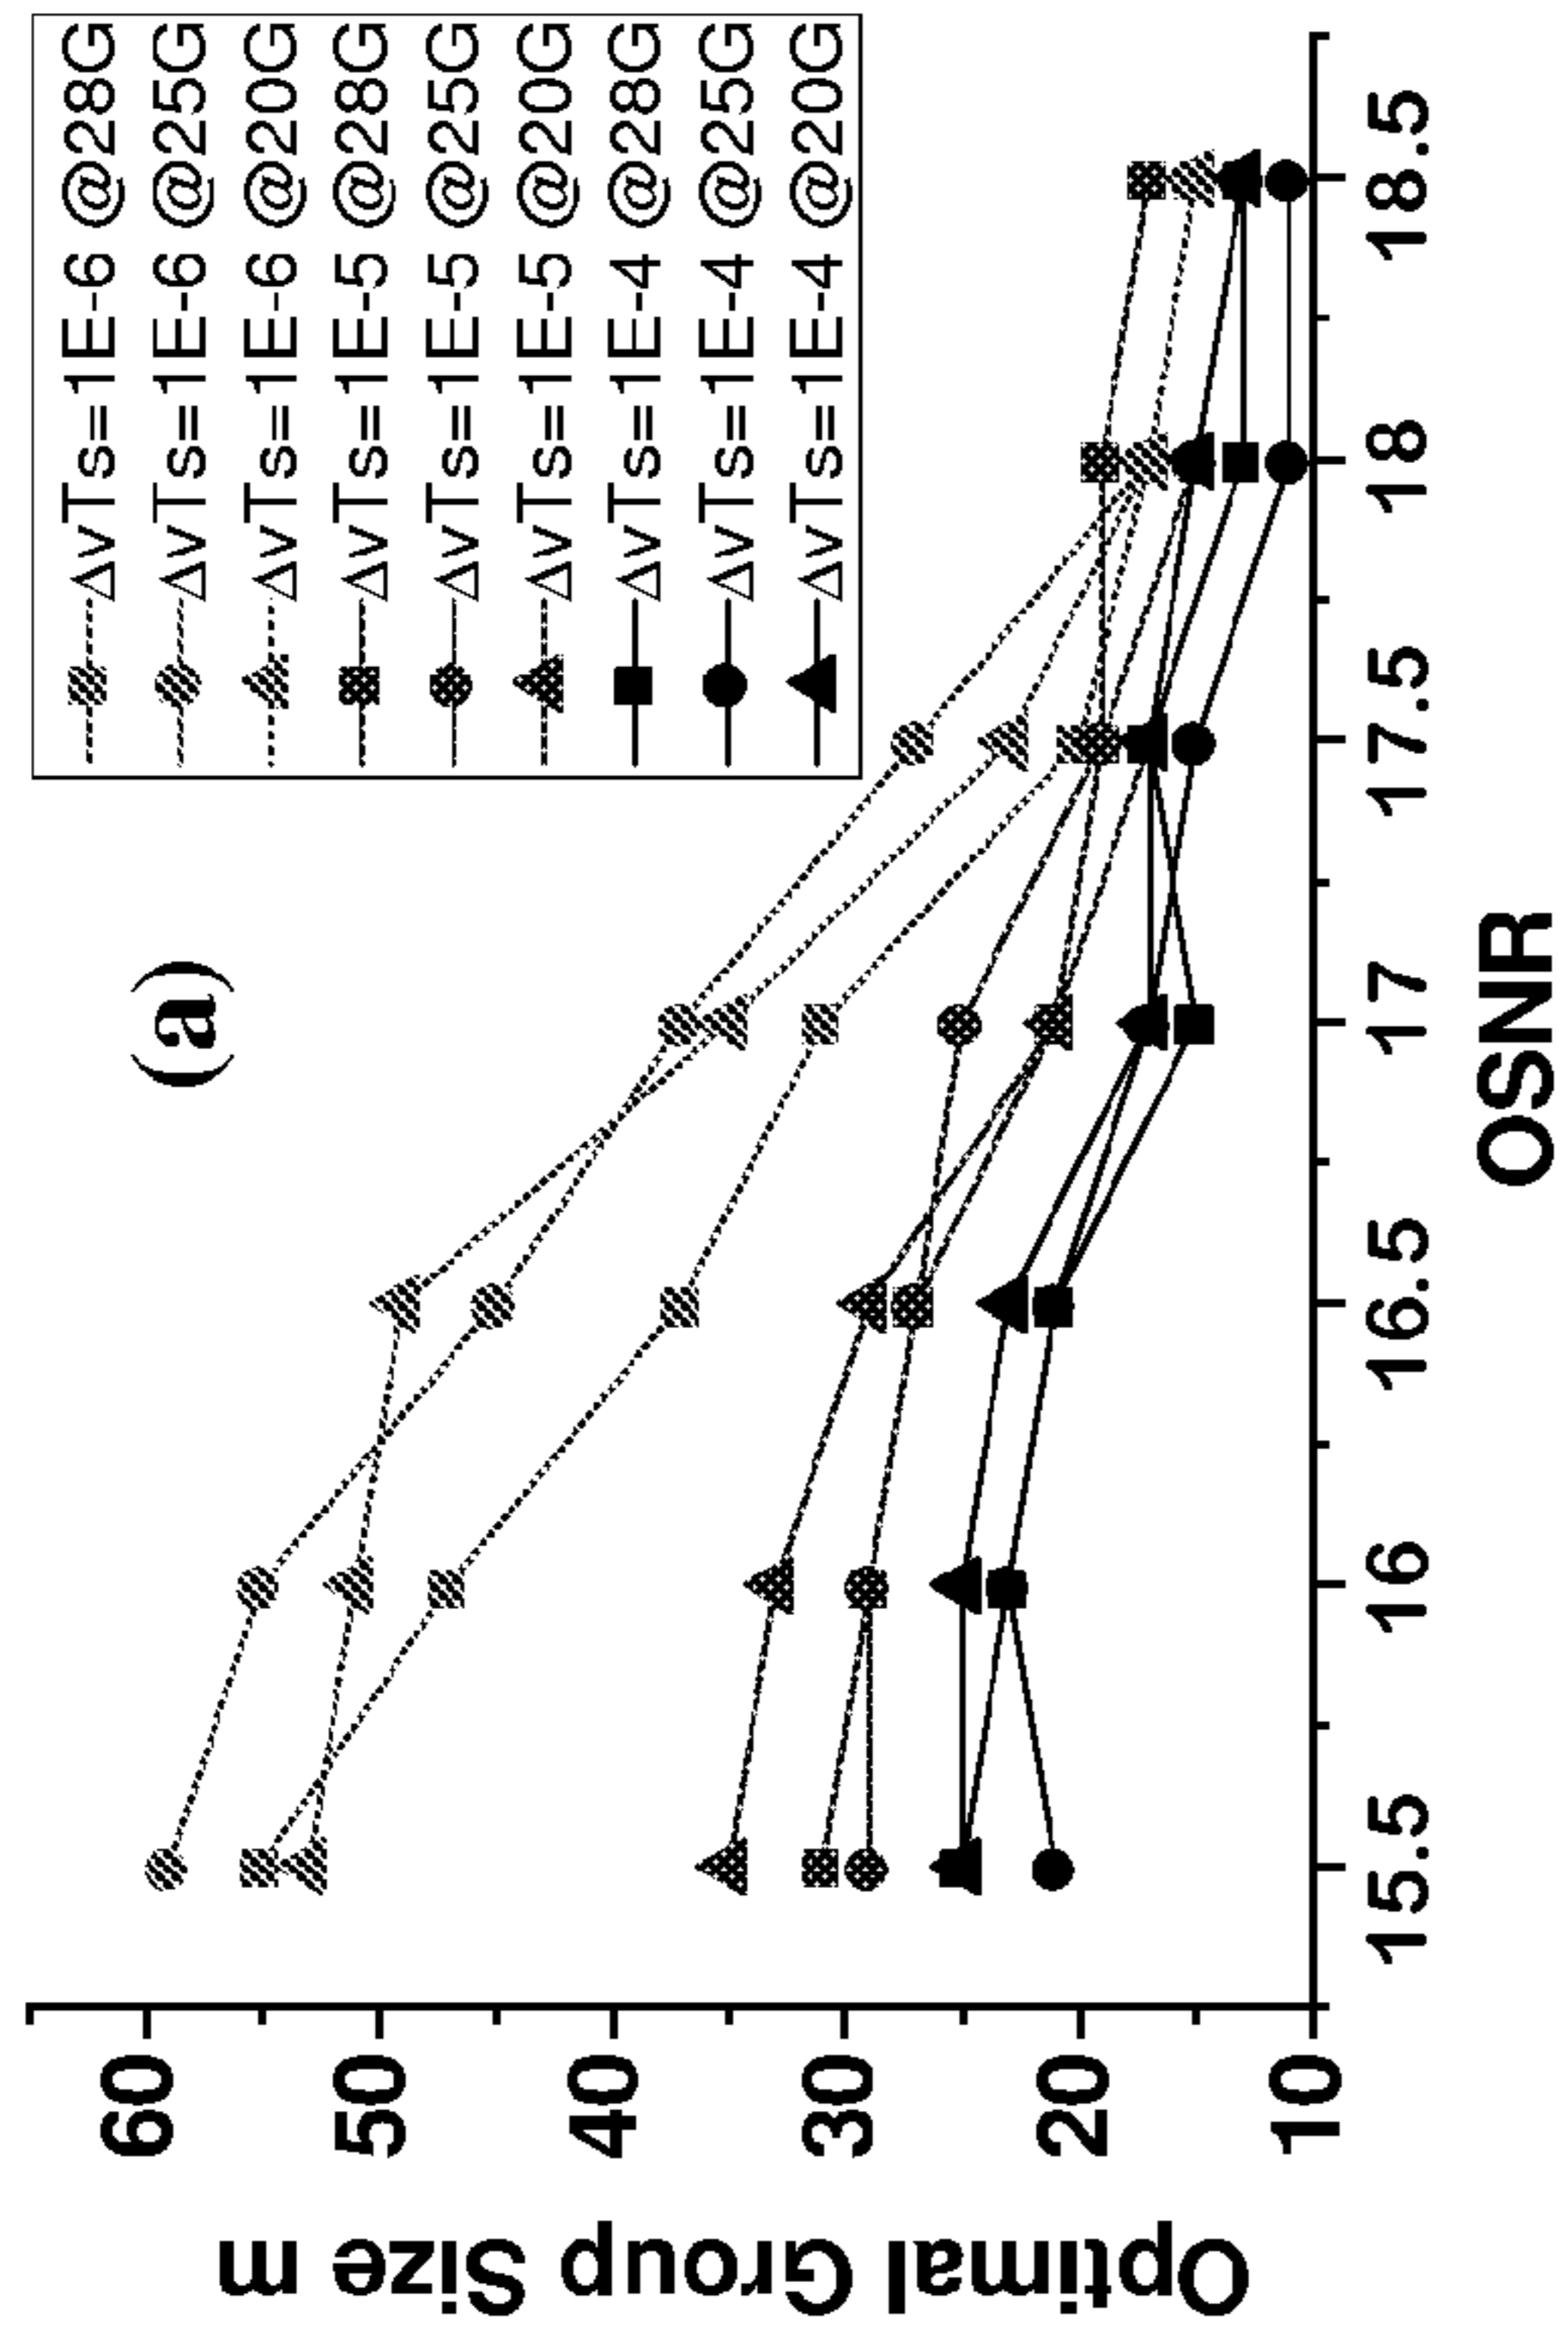 (a)
ΔvTs=1E-6 @28G
ΔvTs=1E-6 @25G
ΔvTs=1E-6 @20G
ΔvTs=1E-5 @28G
ΔvTs=1E-5 @25G
ΔvTs=1E-5 @20G
ΔvTs=1E-4 @28G
ΔvTs=1E-4 @25G
ΔvTs=1E-4 @20G
Optimal Group Size m
60
50
40
30
20
10
15.5 16 16.5 17 17.5 18 18.5
OSNR